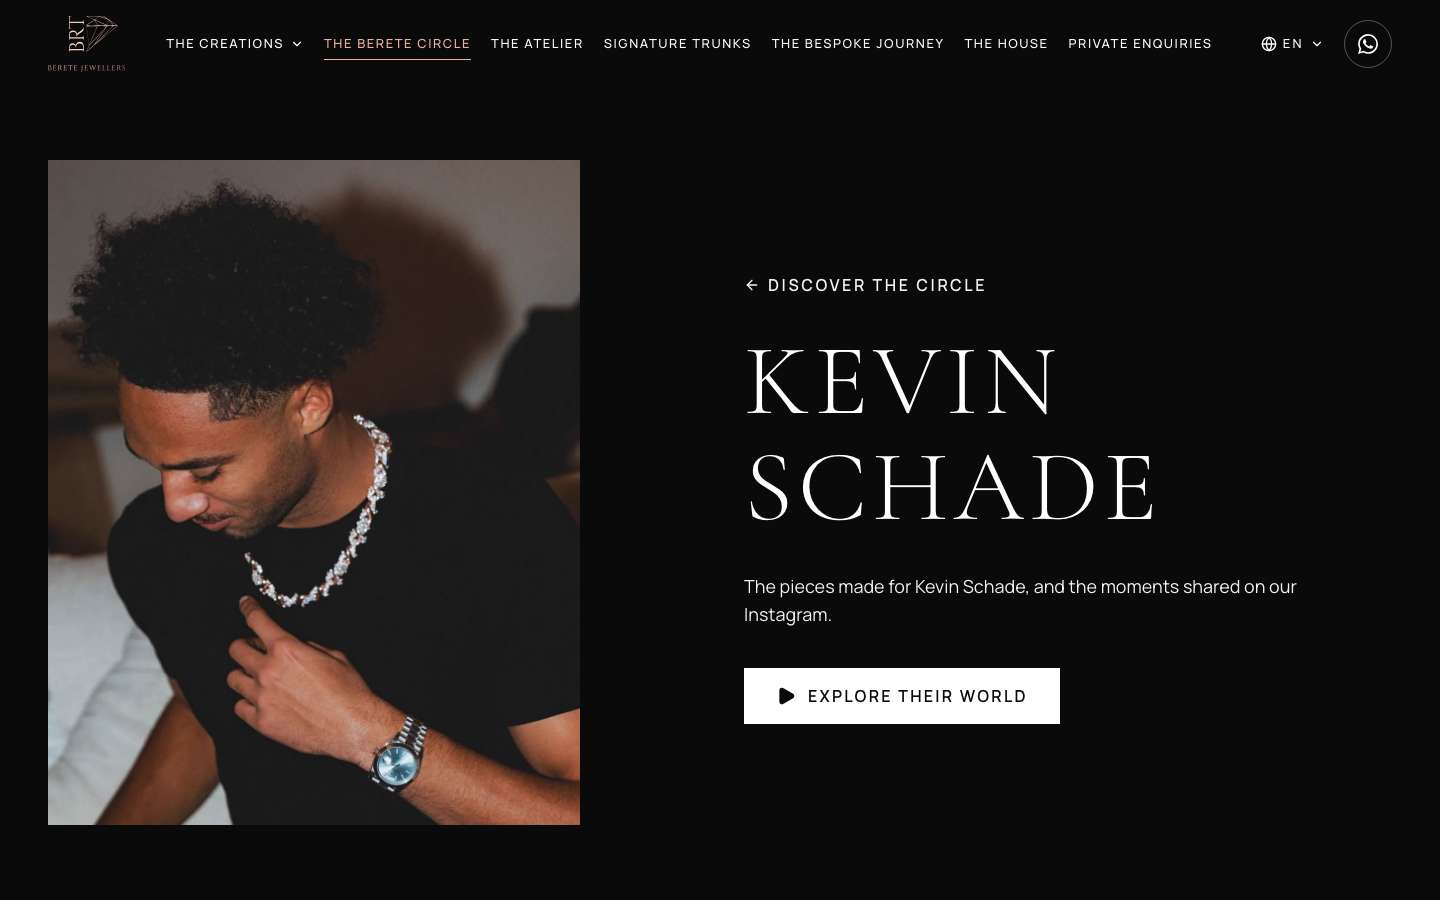 BRT
BERETE JEWELLERS
THE CREATIONS
THE BERETE CIRCLE
THE ATELIER
SIGNATURE TRUNKS
THE BESPOKE JOURNEY
THE HOUSE
PRIVATE ENQUIRIES
EN
DISCOVER THE CIRCLE
KEVIN
SCHADE
The pieces made for Kevin Schade, and the moments shared on our
Instagram.
EXPLORE THEIR WORLD